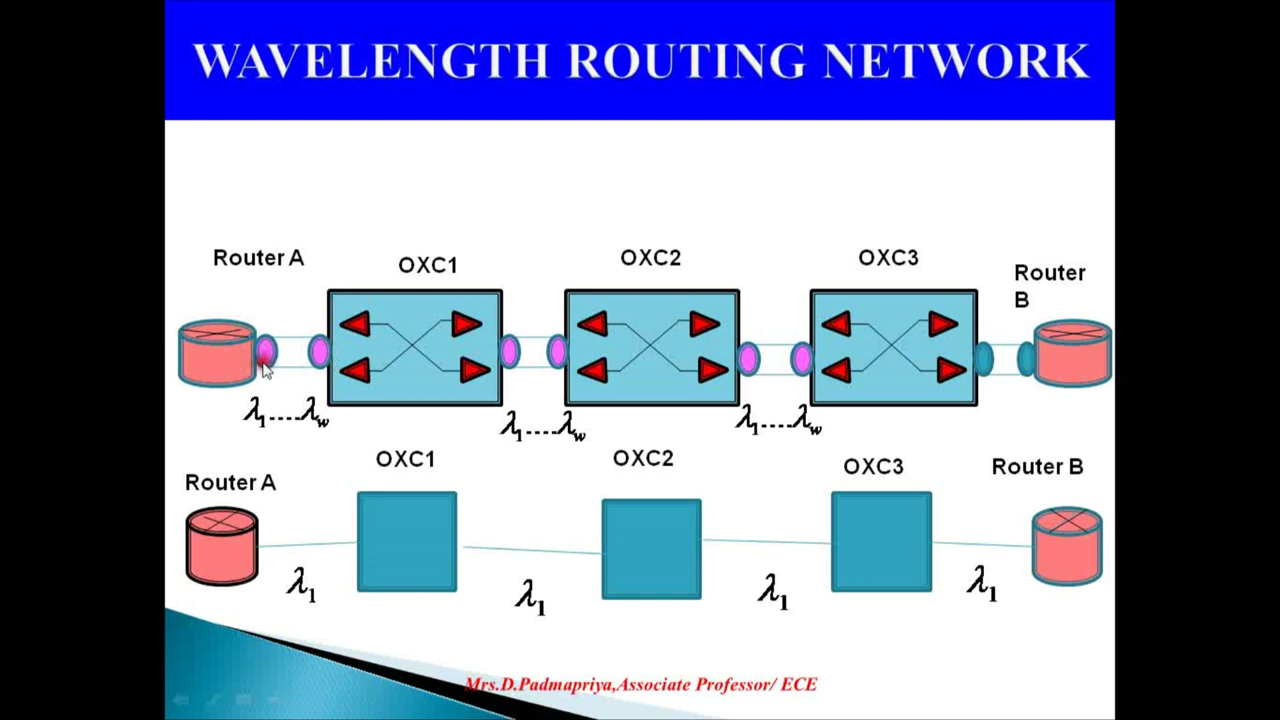 WAVELENGTH ROUTING NETWORK
Router A
OXC1
OXC2
OXC3
Router
B
λ1....λw
λ1....λw
λ1....λw
OXC1
OXC2
OXC3
Router B
Router A
λ1
λ1
λ1
λ1
Mrs.D.Padmapriya,Associate Professor/ ECE